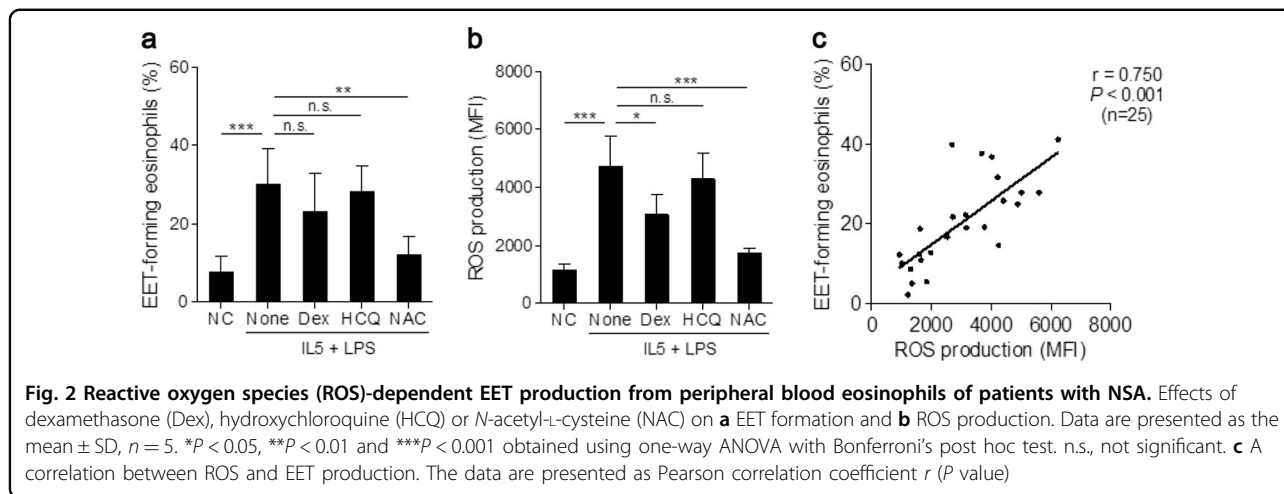 a
EET-forming eosinophils (%)
60
40
20
0
**
n.s.
*** n.s.
NC None Dex HCQ NAC
IL5 + LPS
b
ROS production (MFI)
8000
6000
4000
2000
0
***
n.s.
*** *
NC None Dex HCQ NAC
IL5 + LPS
c
EET-forming eosinophils (%)
60
40
20
0
r = 0.750
P < 0.001
(n=25)
0 2000 4000 6000 8000
ROS production (MFI)
Fig. 2 Reactive oxygen species (ROS)-dependent EET production from peripheral blood eosinophils of patients with NSA. Effects of
dexamethasone (Dex), hydroxychloroquine (HCQ) or N-acetyl-L-cysteine (NAC) on a EET formation and b ROS production. Data are presented as the
mean ± SD, n = 5. *P < 0.05, **P < 0.01 and ***P < 0.001 obtained using one-way ANOVA with Bonferroni's post hoc test. n.s., not significant. c A
correlation between ROS and EET production. The data are presented as Pearson correlation coefficient r (P value)